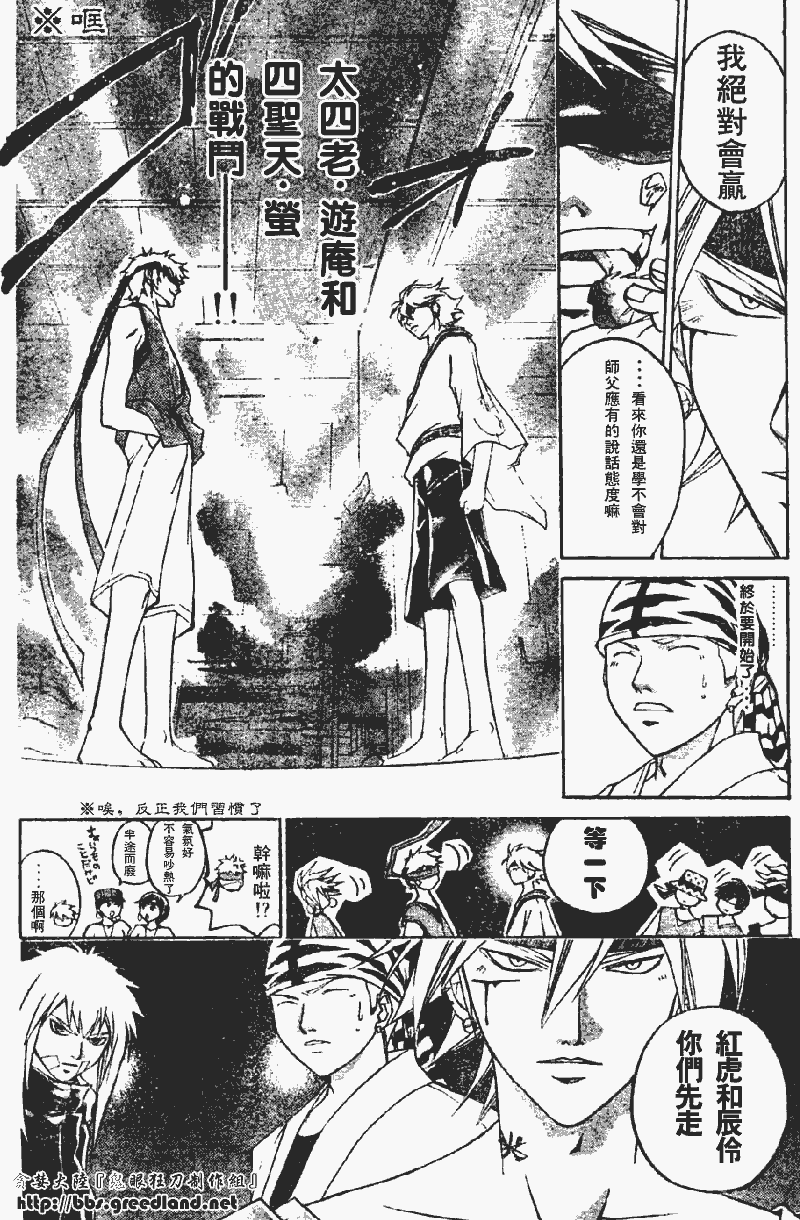 我絕對會贏
‥‥‥看來你還是學不會對
師父應有的說話態度嘛
太四老·遊庵和
四聖天·螢
的戰鬥——!!
※哐
‥‥‥‥‥
終於要開始了‥‥
等一下
※唉，反正我們習慣了
幹嘛啦!?
氣氛好
不容易吵熱了
半途而廢
‥‥‥那個啊
紅虎和辰伶
你們先走
貪婪大陸『鬼眼狂刀制作組』
http://bbs.greedland.net